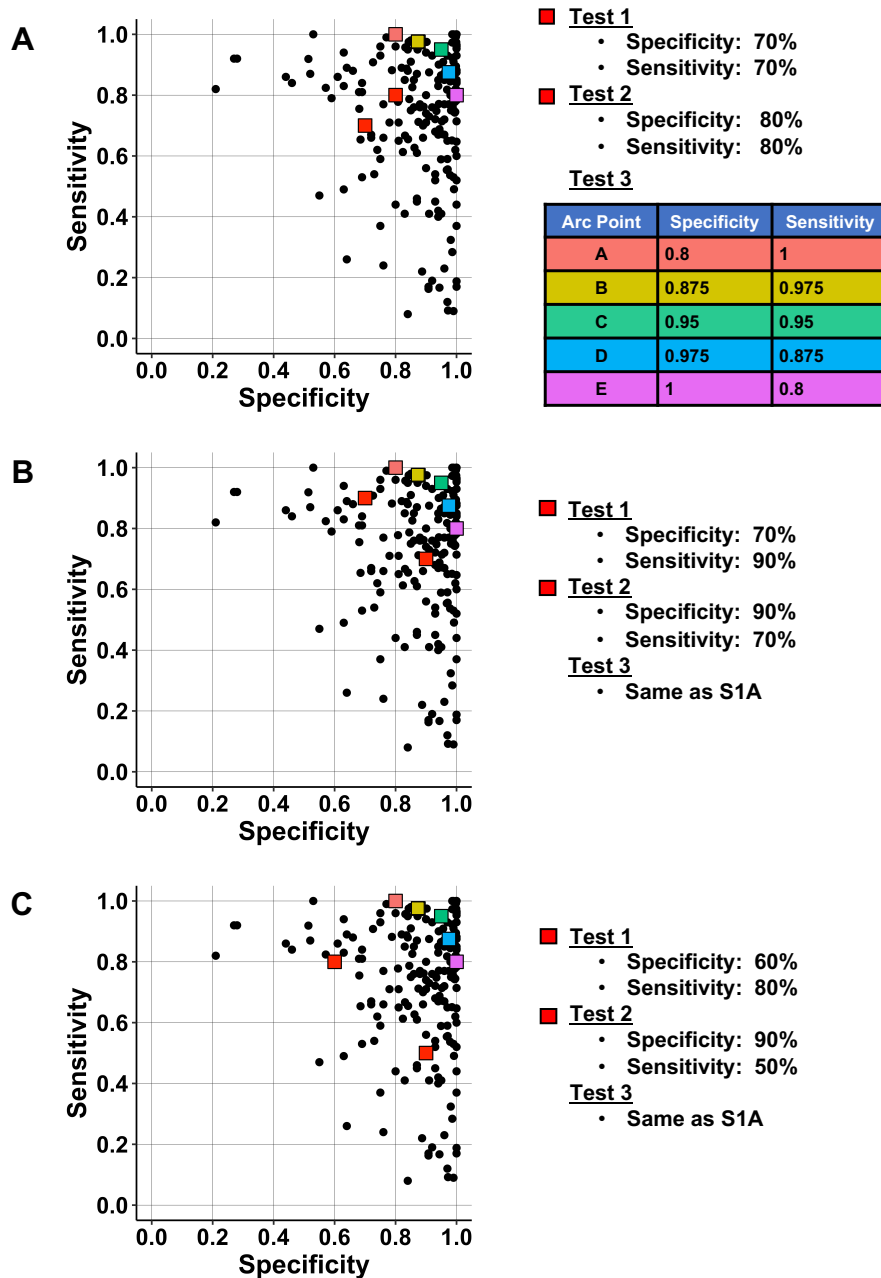 A
Sensitivity
1.0
0.8
0.6
0.4
0.2
0.0
0.0 0.2 0.4 0.6 0.8 1.0
Specificity
Test 1
• Specificity: 70%
• Sensitivity: 70%
Test 2
• Specificity: 80%
• Sensitivity: 80%
Test 3
Arc Point Specificity Sensitivity
A 0.8 1
B 0.875 0.975
C 0.95 0.95
D 0.975 0.875
E 1 0.8
B
Sensitivity
1.0
0.8
0.6
0.4
0.2
0.0
0.0 0.2 0.4 0.6 0.8 1.0
Specificity
Test 1
• Specificity: 70%
• Sensitivity: 90%
Test 2
• Specificity: 90%
• Sensitivity: 70%
Test 3
• Same as S1A
C
Sensitivity
1.0
0.8
0.6
0.4
0.2
0.0
0.0 0.2 0.4 0.6 0.8 1.0
Specificity
Test 1
• Specificity: 60%
• Sensitivity: 80%
Test 2
• Specificity: 90%
• Sensitivity: 50%
Test 3
• Same as S1A